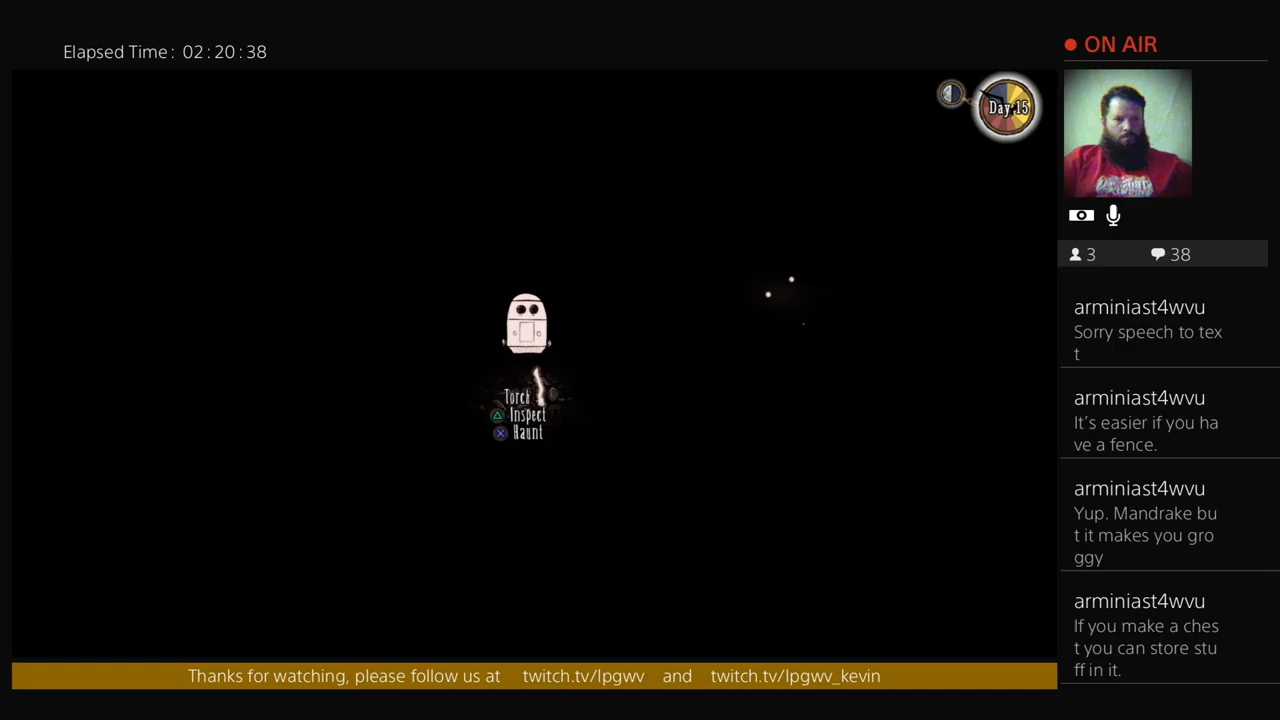 Elapsed Time: 02:20:38
ON AIR
Day 15
3 38
arminiast4wvu
Sorry speech to tex
t
arminiast4wvu
It's easier if you ha
ve a fence.
arminiast4wvu
Yup. Mandrake bu
t it makes you gro
ggy
arminiast4wvu
If you make a ches
t you can store stu
ff in it.
Torch
Inspect
Haunt
Thanks for watching, please follow us at twitch.tv/lpgwv and twitch.tv/lpgwv_kevin